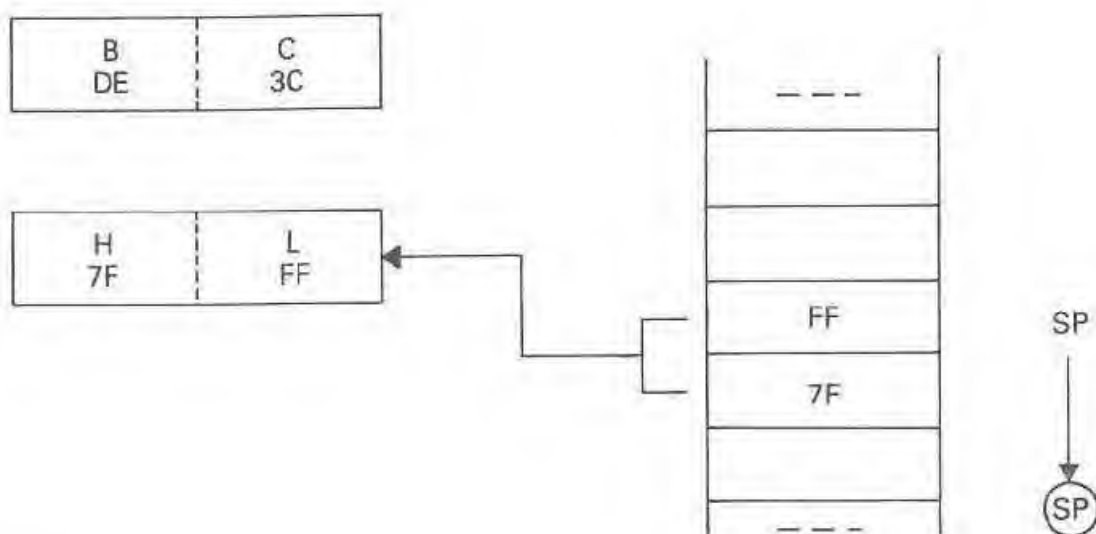 B C
DE 3C
H L
7F FF
– – –
FF
7F
– – –
SP
SP